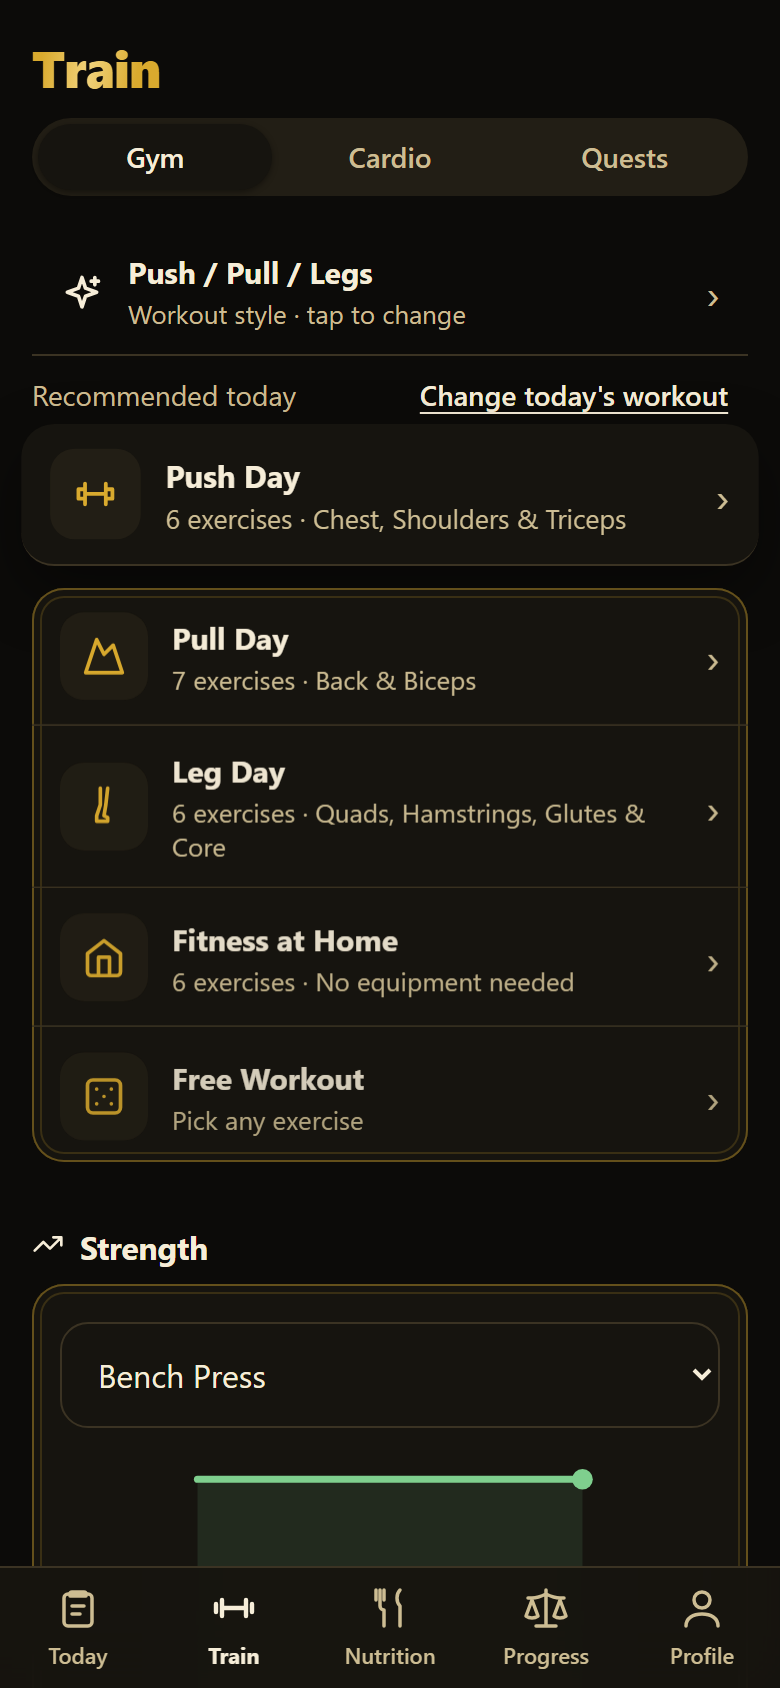 Train
Gym
Cardio
Quests
Push / Pull / Legs
Workout style · tap to change
Recommended today
Change today's workout
Push Day
6 exercises · Chest, Shoulders & Triceps
Pull Day
7 exercises · Back & Biceps
Leg Day
6 exercises · Quads, Hamstrings, Glutes &
Core
Fitness at Home
6 exercises · No equipment needed
Free Workout
Pick any exercise
Strength
Bench Press
Today
Train
Nutrition
Progress
Profile